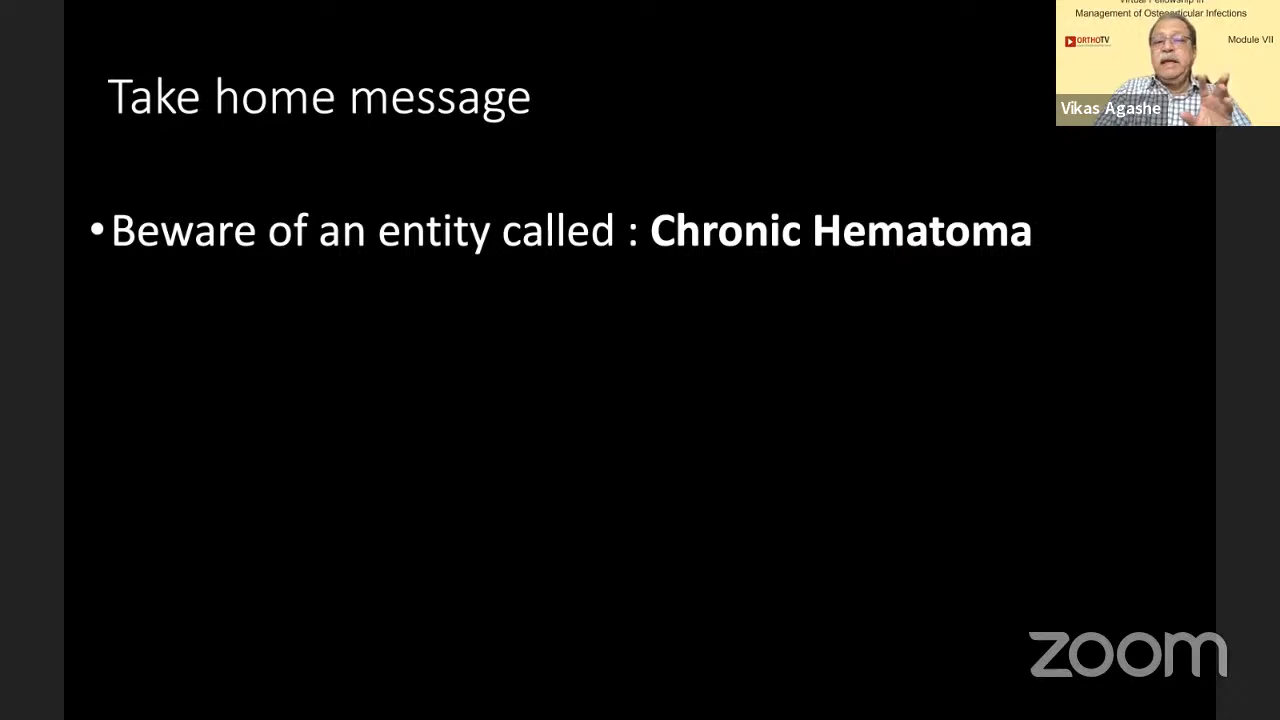 Take home message
• Beware of an entity called : Chronic Hematoma
Virtual Fellowship in
Management of Osteoarticular Infections
ORTHOTV
Module VII
Vikas Agashe
zoom